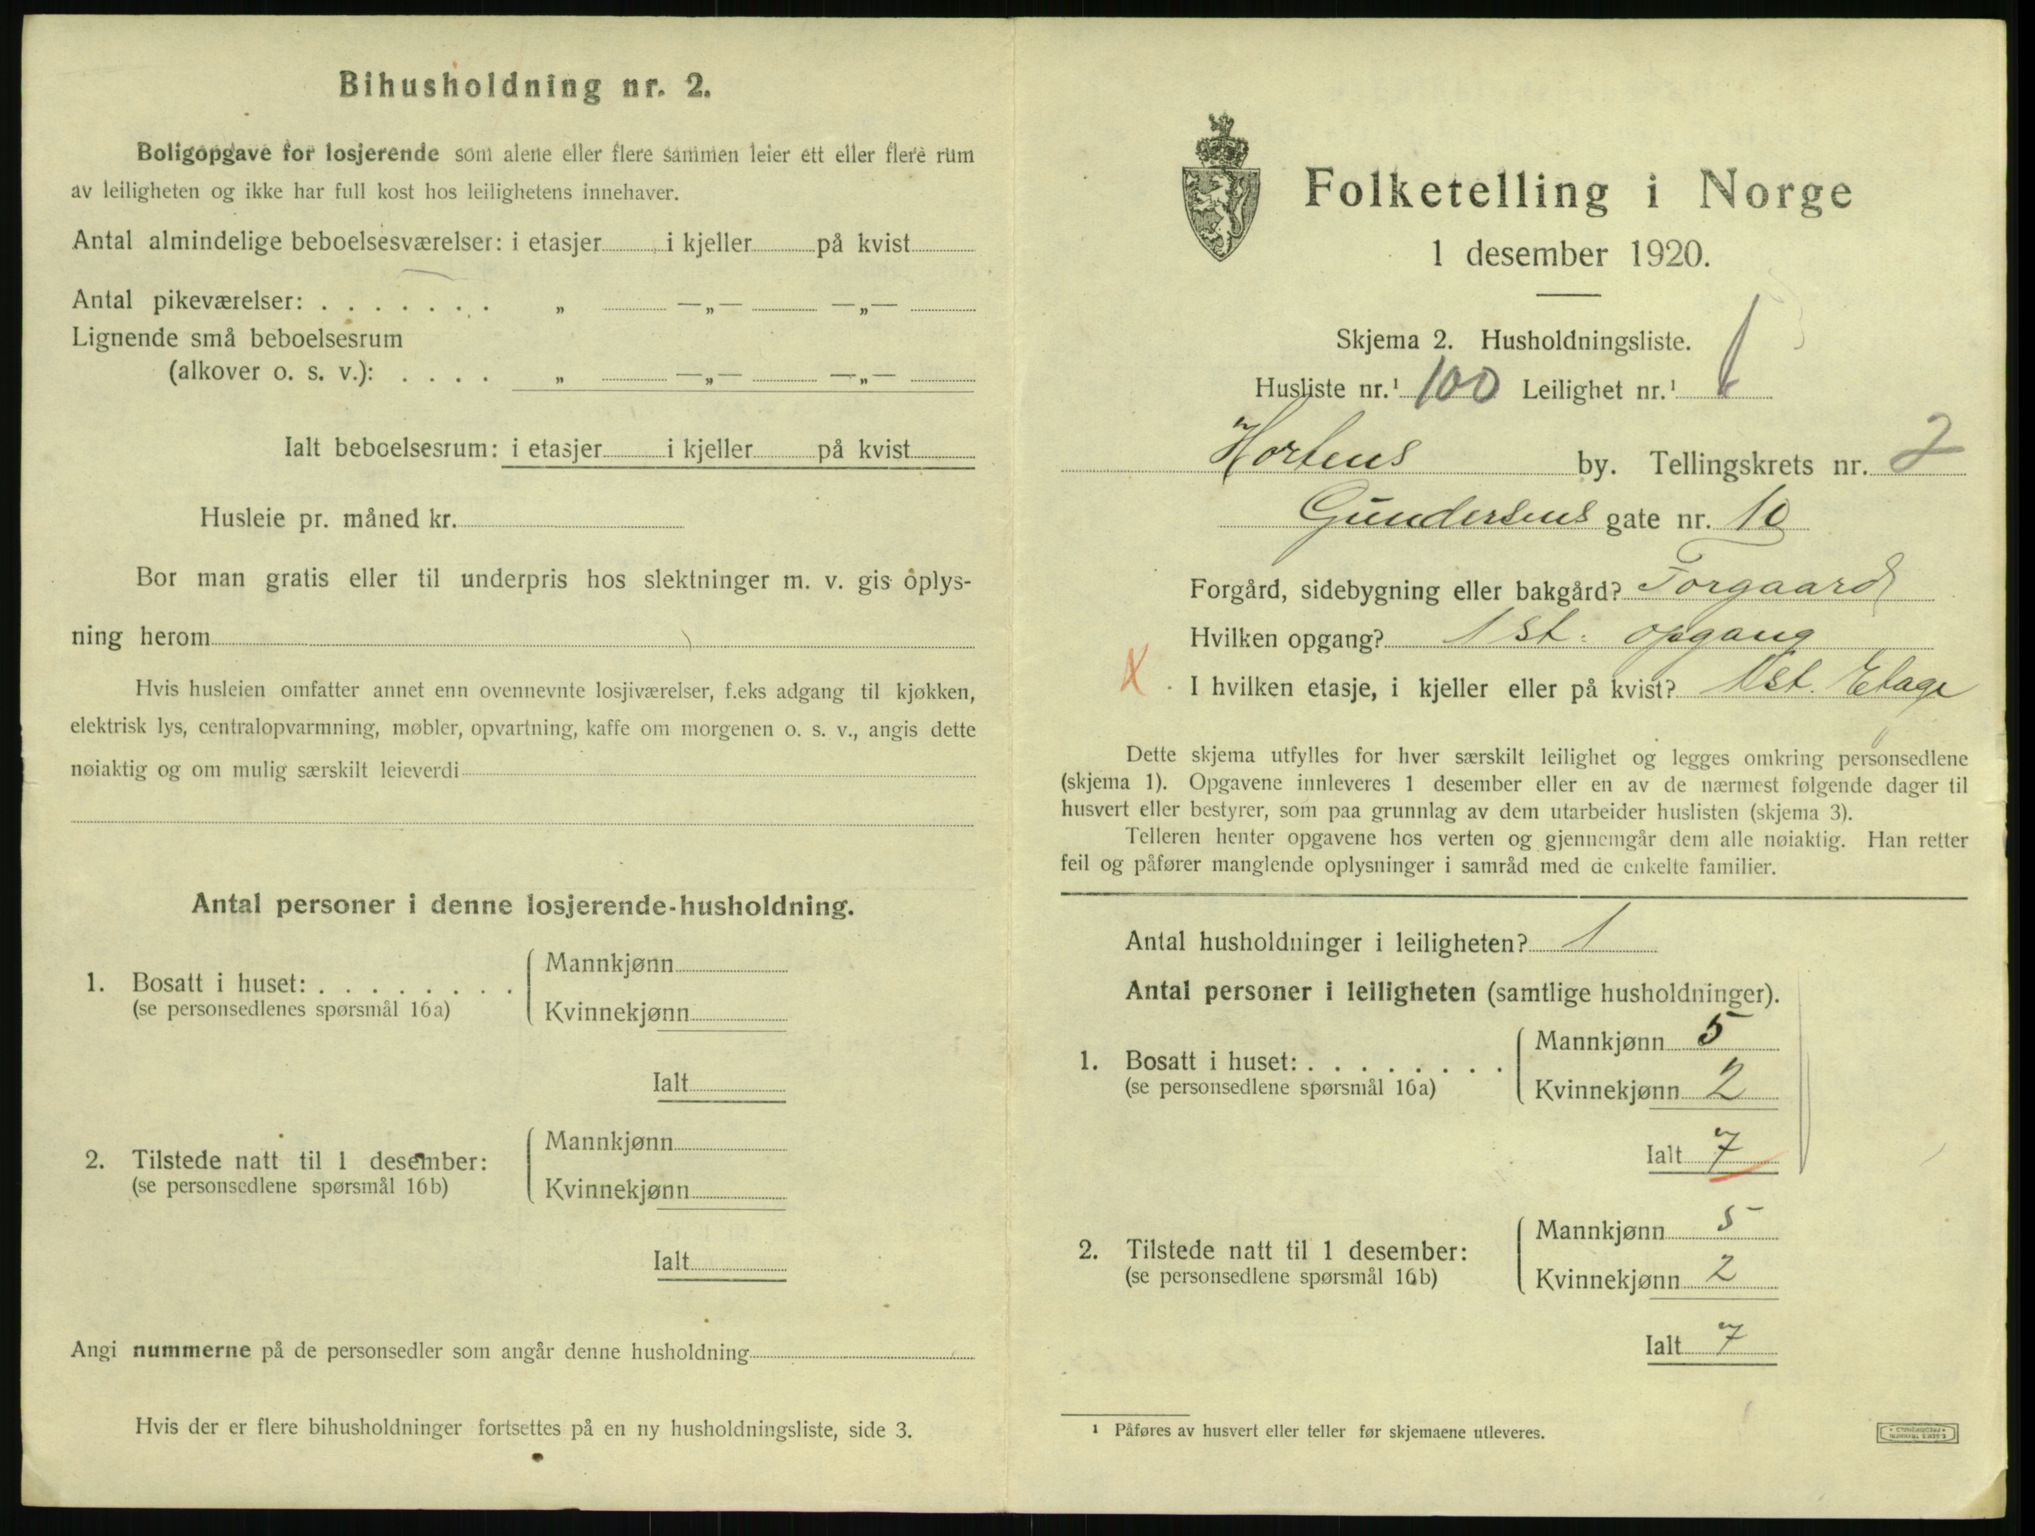 Bihusholdning nr. 2.
Boligopgave for losjerende som alene eller flere sammen leier ett eller flere rum
av leiligheten og ikke har full kost hos leilighetens innehaver.
Antal almindelige beboelsesværelser: i etasjer i kjeller på kvist
Antal pikeværelser: . . . . . . . „ —„— —„—
Lignende små beboelsesrum
(alkover o. s. v.): . . . . „ —„— —„—
Ialt beboelsesrum: i etasjer i kjeller på kvist
Husleie pr. måned kr.
Bor man gratis eller til underpris hos slektninger m. v. gis oplys-
ning herom
Hvis husleien omfatter annet enn ovennevnte losjiværelser, f.eks adgang til kjøkken,
elektrisk lys, centralopvarmning, møbler, opvartning, kaffe om morgenen o. s. v., angis dette
nøiaktig og om mulig særskilt leieverdi
Antal personer i denne losjerende-husholdning.
1. Bosatt i huset: . . . . . . . .
(se personsedlenes spørsmål 16a)
Mannkjønn
Kvinnekjønn
Ialt
2. Tilstede natt til 1 desember:
(se personsedlene spørsmål 16b)
Mannkjønn
Kvinnekjønn
Ialt
Angi nummerne på de personsedler som angår denne husholdning
Hvis der er flere bihusholdninger fortsettes på en ny husholdningsliste, side 3.
Folketelling i Norge
1 desember 1920.
Skjema 2. Husholdningsliste.
Husliste nr.¹ 100 Leilighet nr.¹
Hortens by. Tellingskrets nr. 2
Gundersens gate nr. 10
Forgård, sidebygning eller bakgård? Forgaard
Hvilken opgang? 1 st. opgang
X I hvilken etasje, i kjeller eller på kvist? 1st. Etage
Dette skjema utfylles for hver særskilt leilighet og legges omkring personsedlene
(skjema 1). Opgavene innleveres 1 desember eller en av de nærmest følgende dager til
husvert eller bestyrer, som paa grunnlag av dem utarbeider huslisten (skjema 3).
Telleren henter opgavene hos verten og gjennemgår dem alle nøiaktig. Han retter
feil og påfører manglende oplysninger i samråd med de enkelte familier.
Antal husholdninger i leiligheten? 1
Antal personer i leiligheten (samtlige husholdninger).
1. Bosatt i huset: . . . . . . . .
(se personsedlene spørsmål 16a)
Mannkjønn 5
Kvinnekjønn 2
Ialt 7
2. Tilstede natt til 1 desember:
(se personsedlene spørsmål 16b)
Mannkjønn 5
Kvinnekjønn 2
Ialt 7
¹ Påføres av husvert eller teller før skjemaene utleveres.